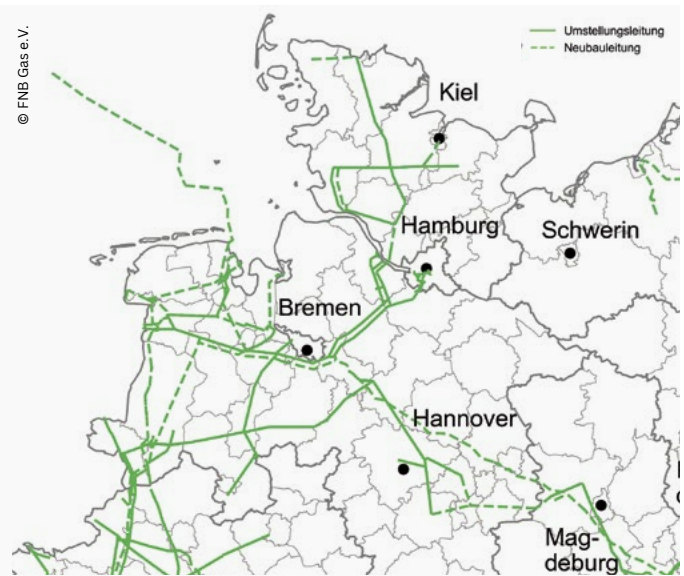 © FNB Gas e.V.
Umstellungsleitung
Neubauleitung
Kiel
Hamburg
Schwerin
Bremen
Hannover
Mag-
deburg